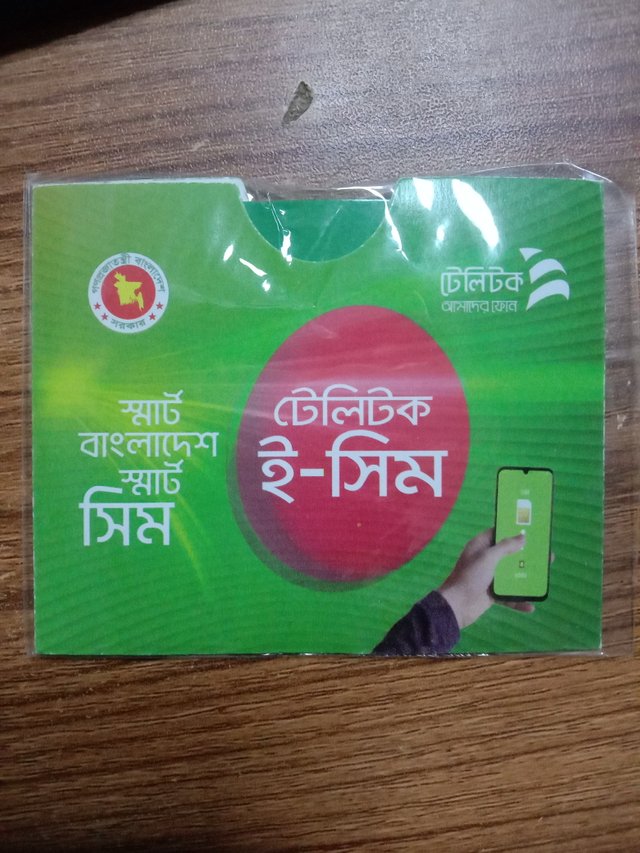 গণপ্রজাতন্ত্রী বাংলাদেশ
সরকার
টেলিটক
আমাদের ফোন
স্মার্ট
বাংলাদেশ
স্মার্ট
সিম
টেলিটক
ই-সিম